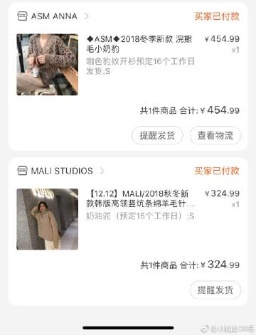 ASM ANNA >
买家已付款
◆ASM◆2018冬季新款 浣熊
毛小奶豹
¥454.99
x1
咖色豹纹开衫预定16个工作日
发货;S
共1件商品 合计:¥454.99
提醒发货
查看物流
MALI STUDIOS >
买家已付款
【12.12】MALI/2018秋冬新
款韩版高领竖坑条绵羊毛针...
¥324.99
x1
奶油驼（预定15个工作日）;S
共1件商品 合计:¥324.99
提醒发货